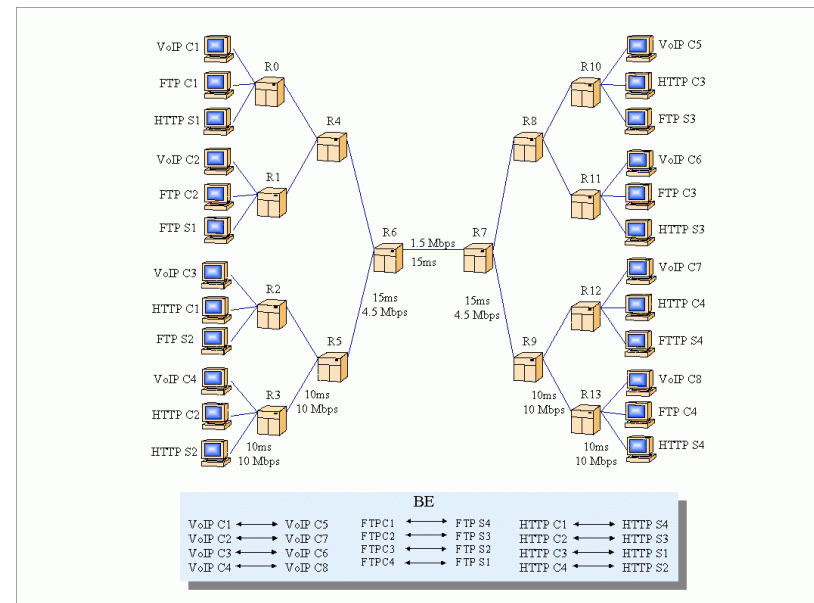 VoIP C1
FTP C1
HTTP S1
R0
VoIP C2
FTP C2
FTP S1
R1
R4
VoIP C3
HTTP C1
FTP S2
R2
VoIP C4
HTTP C2
HTTP S2
R3
R5
10ms
10 Mbps
10ms
10 Mbps
R6
1.5 Mbps
15ms
R7
15ms
4.5 Mbps
15ms
4.5 Mbps
R8
R10
VoIP C5
HTTP C3
FTP S3
R11
VoIP C6
FTP C3
HTTP S3
R12
VoIP C7
HTTP C4
FTTP S4
R9
10ms
10 Mbps
R13
VoIP C8
FTP C4
HTTP S4
10ms
10 Mbps
BE
VoIP C1 VoIP C5
VoIP C2 VoIP C7
VoIP C3 VoIP C6
VoIP C4 VoIP C8
FTPC1 FTP S4
FTPC2 FTP S3
FTPC3 FTP S2
FTPC4 FTP S1
HTTP C1 HTTP S4
HTTP C2 HTTP S3
HTTP C3 HTTP S1
HTTP C4 HTTP S2